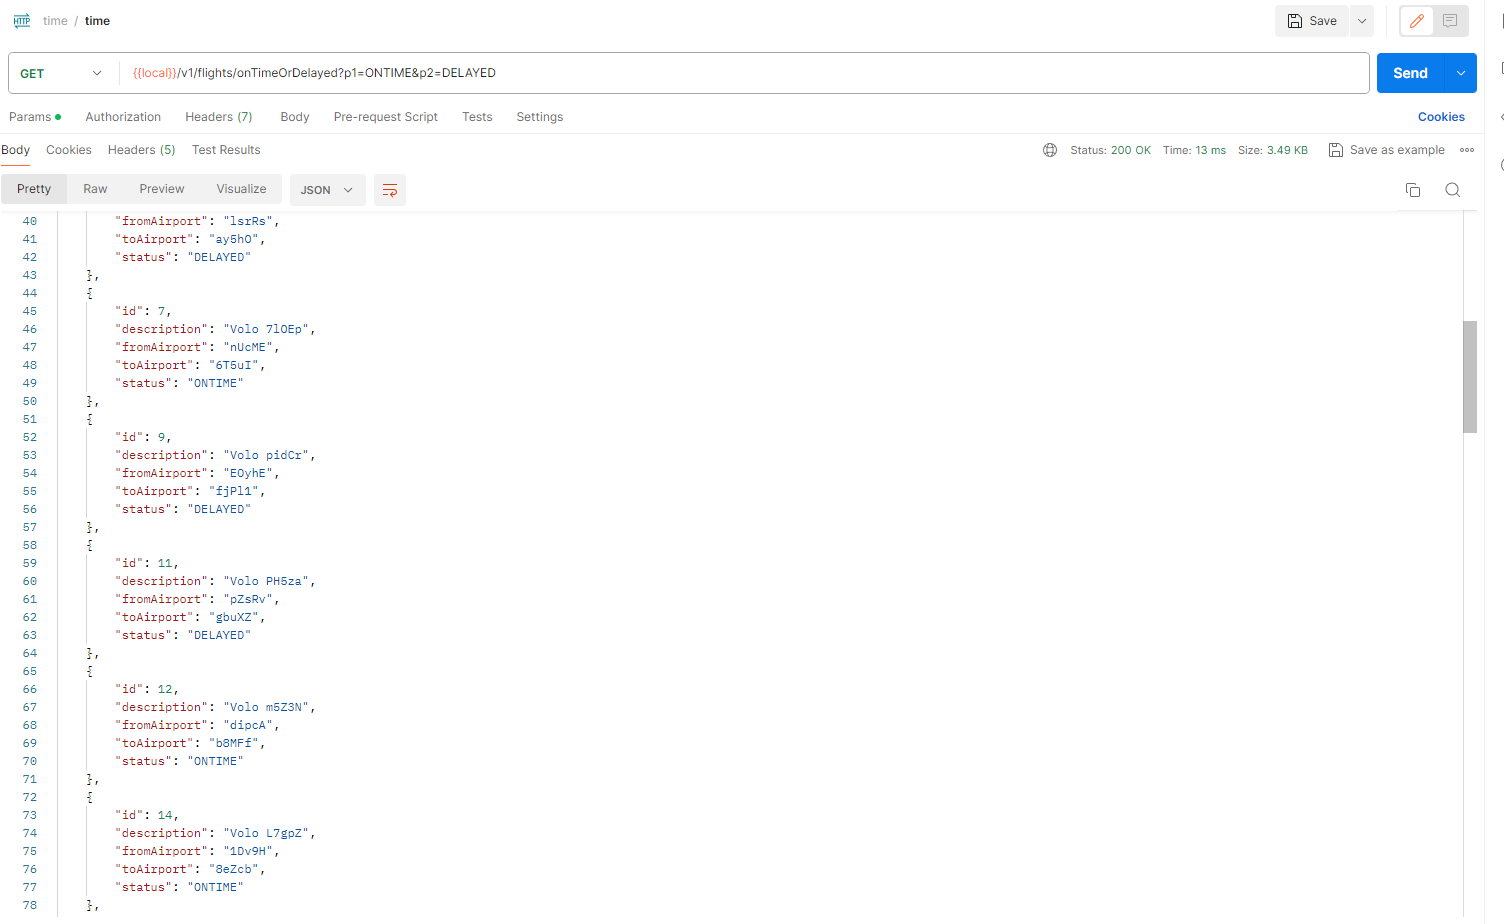 HTTP time / time Save
GET {{local}}/v1/flights/onTimeOrDelayed?p1=ONTIME&p2=DELAYED Send
Params Authorization Headers (7) Body Pre-request Script Tests Settings Cookies
Body Cookies Headers (5) Test Results Status: 200 OK Time: 13 ms Size: 3.49 KB Save as example
Pretty Raw Preview Visualize JSON
40 "fromAirport": "lsrRs",
41 "toAirport": "ay5hO",
42 "status": "DELAYED"
43 },
44 {
45 "id": 7,
46 "description": "Volo 7lOEp",
47 "fromAirport": "nUcME",
48 "toAirport": "6T5uI",
49 "status": "ONTIME"
50 },
51 {
52 "id": 9,
53 "description": "Volo pidCr",
54 "fromAirport": "EOyhE",
55 "toAirport": "fjPl1",
56 "status": "DELAYED"
57 },
58 {
59 "id": 11,
60 "description": "Volo PH5za",
61 "fromAirport": "pZsRv",
62 "toAirport": "gbuXZ",
63 "status": "DELAYED"
64 },
65 {
66 "id": 12,
67 "description": "Volo m5Z3N",
68 "fromAirport": "dipcA",
69 "toAirport": "b8MFf",
70 "status": "ONTIME"
71 },
72 {
73 "id": 14,
74 "description": "Volo L7gpZ",
75 "fromAirport": "1Dv9H",
76 "toAirport": "8eZcb",
77 "status": "ONTIME"
78 },